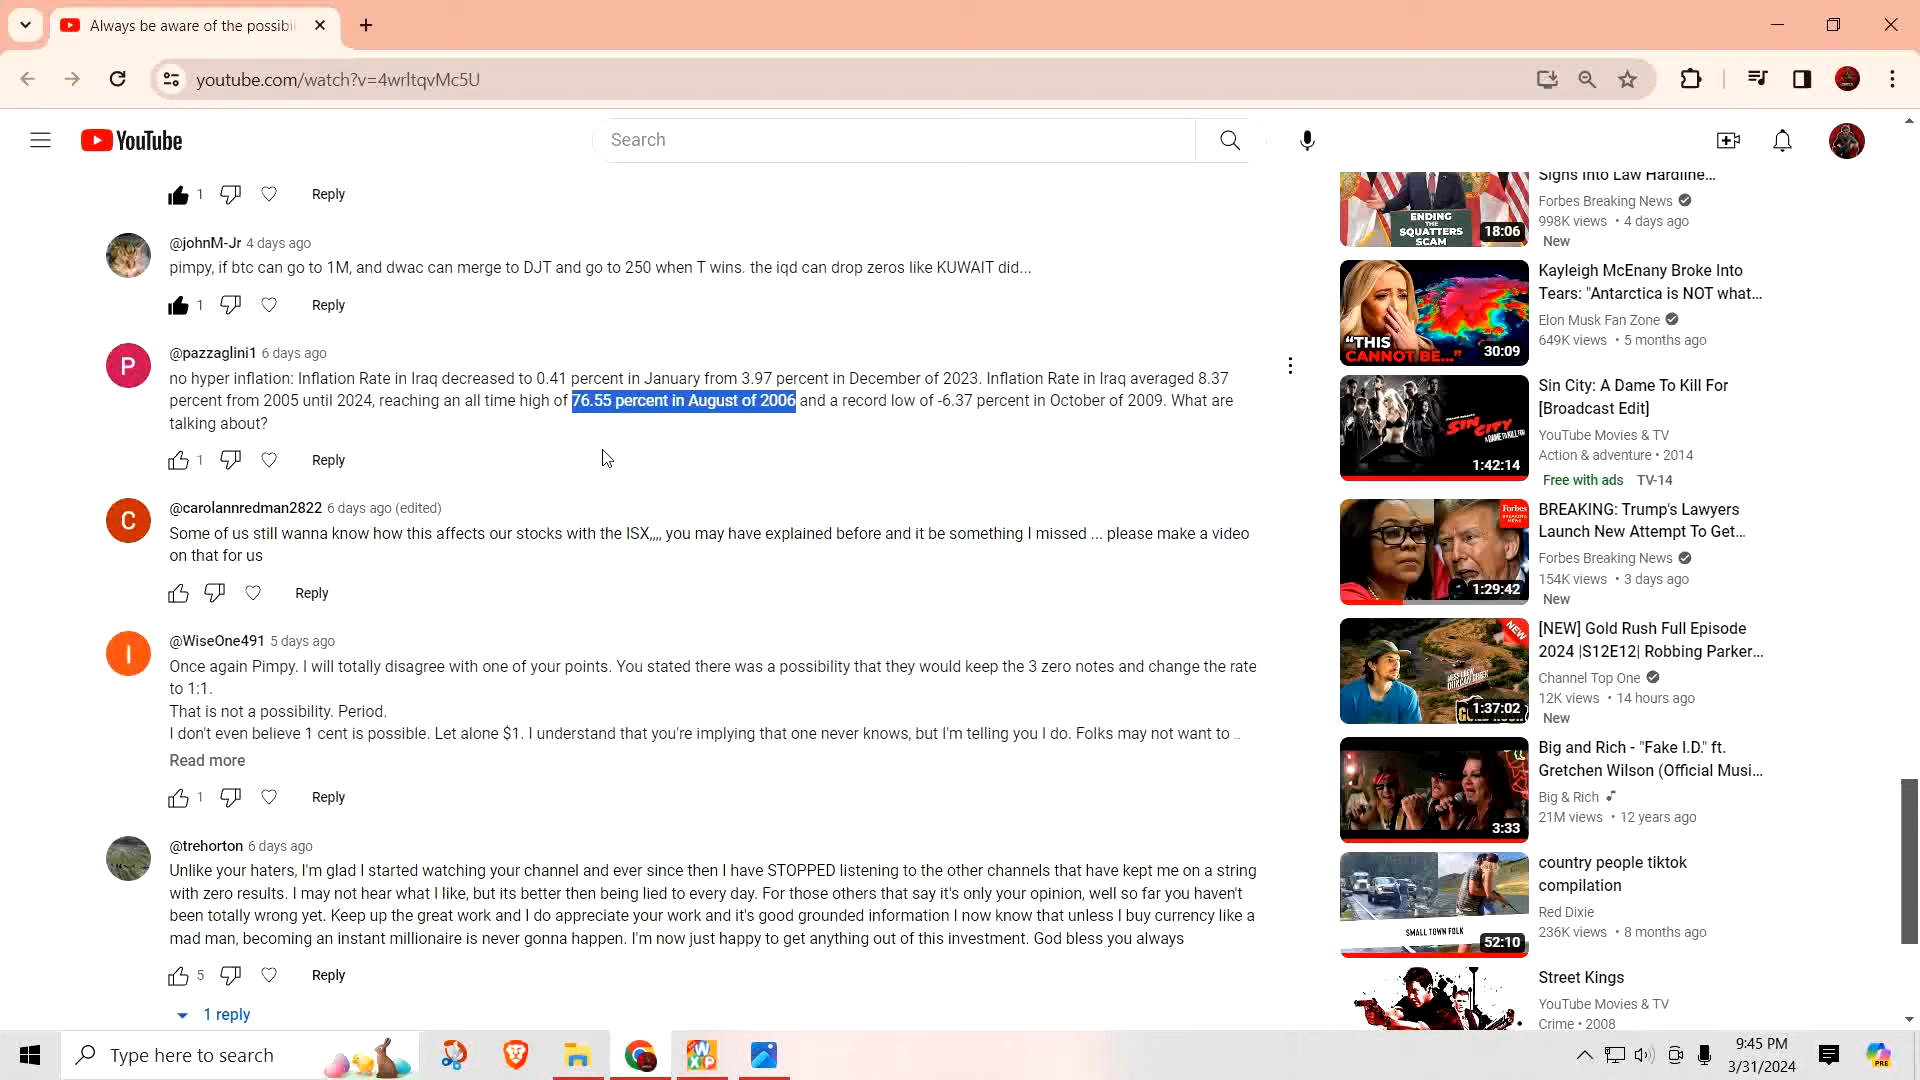 Always be aware of the possibi
youtube.com/watch?v=4wrltqvMc5U
YouTube
Search
1
Reply
@johnM-Jr 4 days ago
pimpy, if btc can go to 1M, and dwac can merge to DJT and go to 250 when T wins. the iqd can drop zeros like KUWAIT did...
1
Reply
P
@pazzaglini1 6 days ago
no hyper inflation: Inflation Rate in Iraq decreased to 0.41 percent in January from 3.97 percent in December of 2023. Inflation Rate in Iraq averaged 8.37
percent from 2005 until 2024, reaching an all time high of 76.55 percent in August of 2006 and a record low of -6.37 percent in October of 2009. What are
talking about?
1
Reply
C
@carolannredman2822 6 days ago (edited)
Some of us still wanna know how this affects our stocks with the ISX,,,, you may have explained before and it be something I missed ... please make a video
on that for us
Reply
I
@WiseOne491 5 days ago
Once again Pimpy. I will totally disagree with one of your points. You stated there was a possibility that they would keep the 3 zero notes and change the rate
to 1:1.
That is not a possibility. Period.
I don't even believe 1 cent is possible. Let alone $1. I understand that you're implying that one never knows, but I'm telling you I do. Folks may not want to ...
Read more
1
Reply
@trehorton 6 days ago
Unlike your haters, I'm glad I started watching your channel and ever since then I have STOPPED listening to the other channels that have kept me on a string
with zero results. I may not hear what I like, but its better then being lied to every day. For those others that say it's only your opinion, well so far you haven't
been totally wrong yet. Keep up the great work and I do appreciate your work and it's good grounded information I now know that unless I buy currency like a
mad man, becoming an instant millionaire is never gonna happen. I'm now just happy to get anything out of this investment. God bless you always
5
Reply
1 reply
Signs Into Law Hardline...
Forbes Breaking News
998K views • 4 days ago
New
ENDING
THE
SQUATTERS
SCAM
18:06
Kayleigh McEnany Broke Into
Tears: "Antarctica is NOT what...
Elon Musk Fan Zone
649K views • 5 months ago
"THIS
CANNOT BE..."
30:09
Sin City: A Dame To Kill For
[Broadcast Edit]
YouTube Movies & TV
Action & adventure • 2014
Free with ads TV-14
SIN CITY
1:42:14
BREAKING: Trump's Lawyers
Launch New Attempt To Get...
Forbes Breaking News
154K views • 3 days ago
New
Forbes
1:29:42
[NEW] Gold Rush Full Episode
2024 |S12E12| Robbing Parker...
Channel Top One
12K views • 14 hours ago
New
NEW
1:37:02
Big and Rich - "Fake I.D." ft.
Gretchen Wilson (Official Musi...
Big & Rich
21M views • 12 years ago
3:33
country people tiktok
compilation
Red Dixie
236K views • 8 months ago
SMALL TOWN FOLK
52:10
Street Kings
YouTube Movies & TV
Crime • 2008
Type here to search
9:45 PM
3/31/2024
PRE